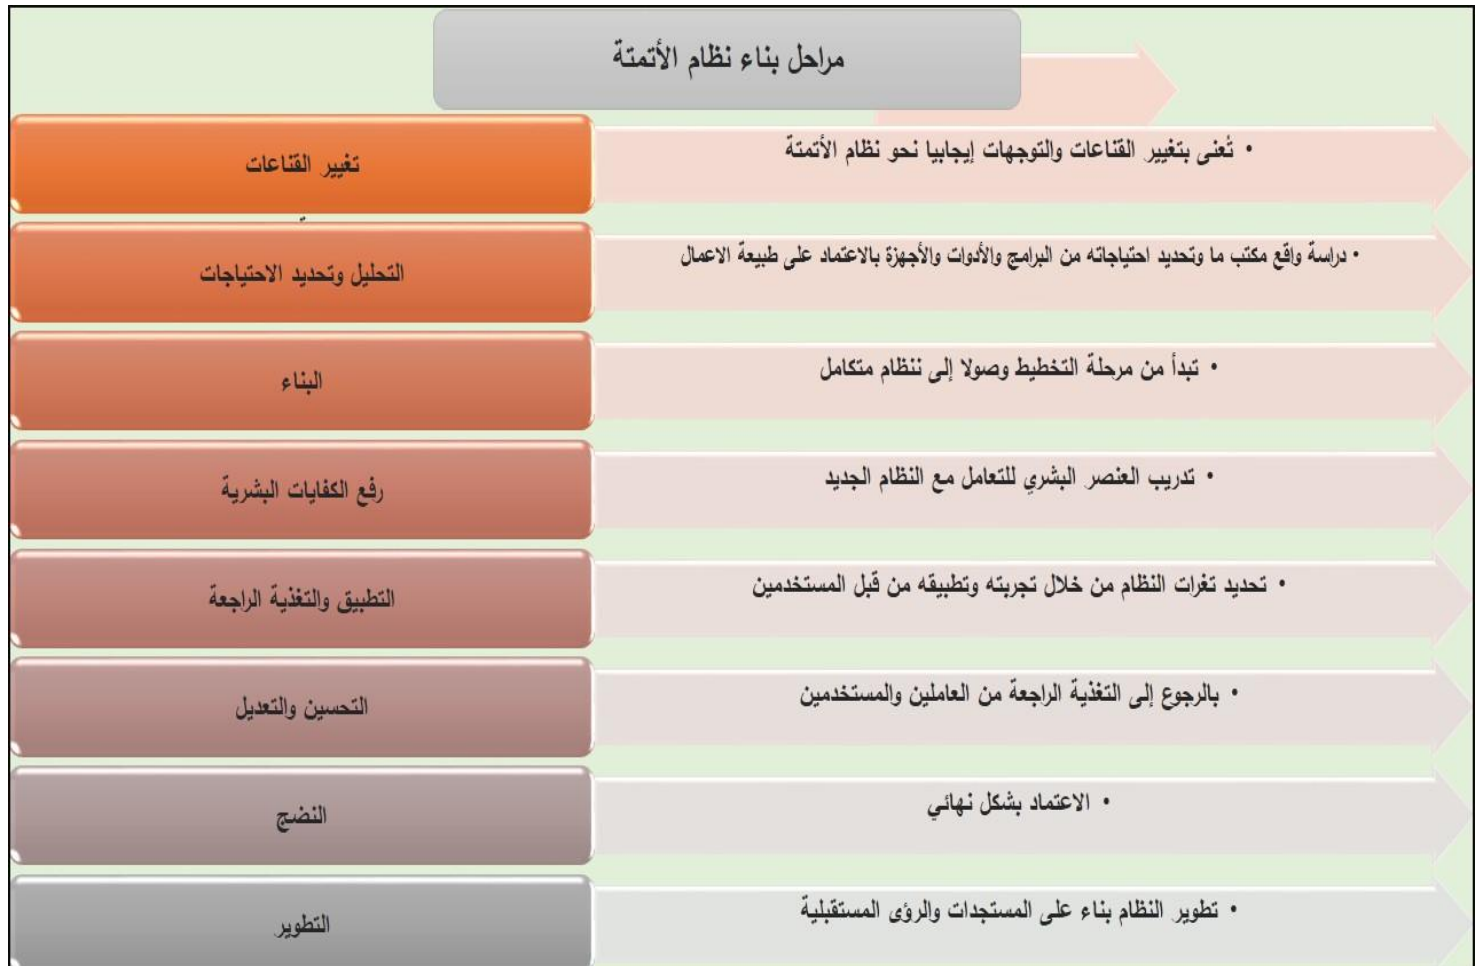 مراحل بناء نظام الأتمتة
تغيير القناعات
• تُعنى بتغيير القناعات والتوجهات إيجابيا نحو نظام الأتمتة
التحليل وتحديد الاحتياجات
• دراسة واقع مكتب ما وتحديد احتياجاته من البرامج والأدوات والأجهزة بالاعتماد على طبيعة الاعمال
البناء
• تبدأ من مرحلة التخطيط وصولا إلى ننظام متكامل
رفع الكفايات البشرية
• تدريب العنصر البشري للتعامل مع النظام الجديد
التطبيق والتغذية الراجعة
• تحديد تغرات النظام من خلال تجربته وتطبيقه من قبل المستخدمين
التحسين والتعديل
• بالرجوع إلى التغذية الراجعة من العاملين والمستخدمين
النضج
• الاعتماد بشكل نهائي
التطوير
• تطوير النظام بناء على المستجدات والرؤى المستقبلية